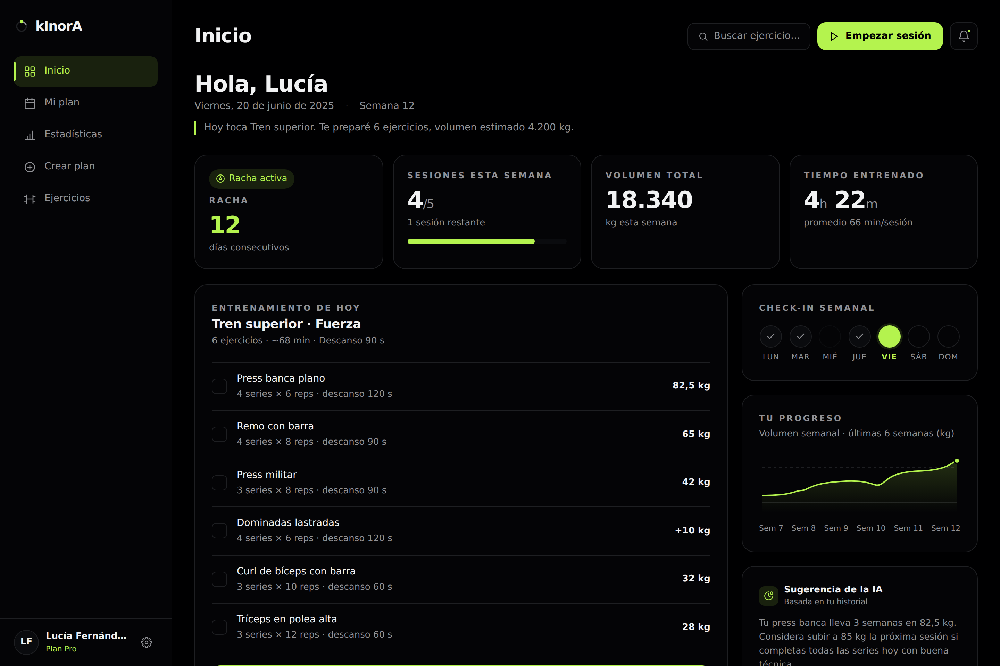 kInorA
Inicio
Mi plan
Estadísticas
Crear plan
Ejercicios
LF
Lucía Fernánd…
Plan Pro
Inicio
Buscar ejercicio…
Empezar sesión
Hola, Lucía
Viernes, 20 de junio de 2025 · Semana 12
Hoy toca Tren superior. Te preparé 6 ejercicios, volumen estimado 4.200 kg.
Racha activa
RACHA
12
días consecutivos
SESIONES ESTA SEMANA
4/5
1 sesión restante
VOLUMEN TOTAL
18.340
kg esta semana
TIEMPO ENTRENADO
4h 22m
promedio 66 min/sesión
ENTRENAMIENTO DE HOY
Tren superior · Fuerza
6 ejercicios · ~68 min · Descanso 90 s
Press banca plano
4 series × 6 reps · descanso 120 s
82,5 kg
Remo con barra
4 series × 8 reps · descanso 90 s
65 kg
Press militar
3 series × 8 reps · descanso 90 s
42 kg
Dominadas lastradas
4 series × 6 reps · descanso 120 s
+10 kg
Curl de bíceps con barra
3 series × 10 reps · descanso 60 s
32 kg
Tríceps en polea alta
3 series × 12 reps · descanso 60 s
28 kg
CHECK-IN SEMANAL
LUN MAR MIÉ JUE VIE SÁB DOM
TU PROGRESO
Volumen semanal · últimas 6 semanas (kg)
Sem 7 Sem 8 Sem 9 Sem 10 Sem 11 Sem 12
Sugerencia de la IA
Basada en tu historial
Tu press banca lleva 3 semanas en 82,5 kg.
Considera subir a 85 kg la próxima sesión si
completas todas las series hoy con buena
técnica